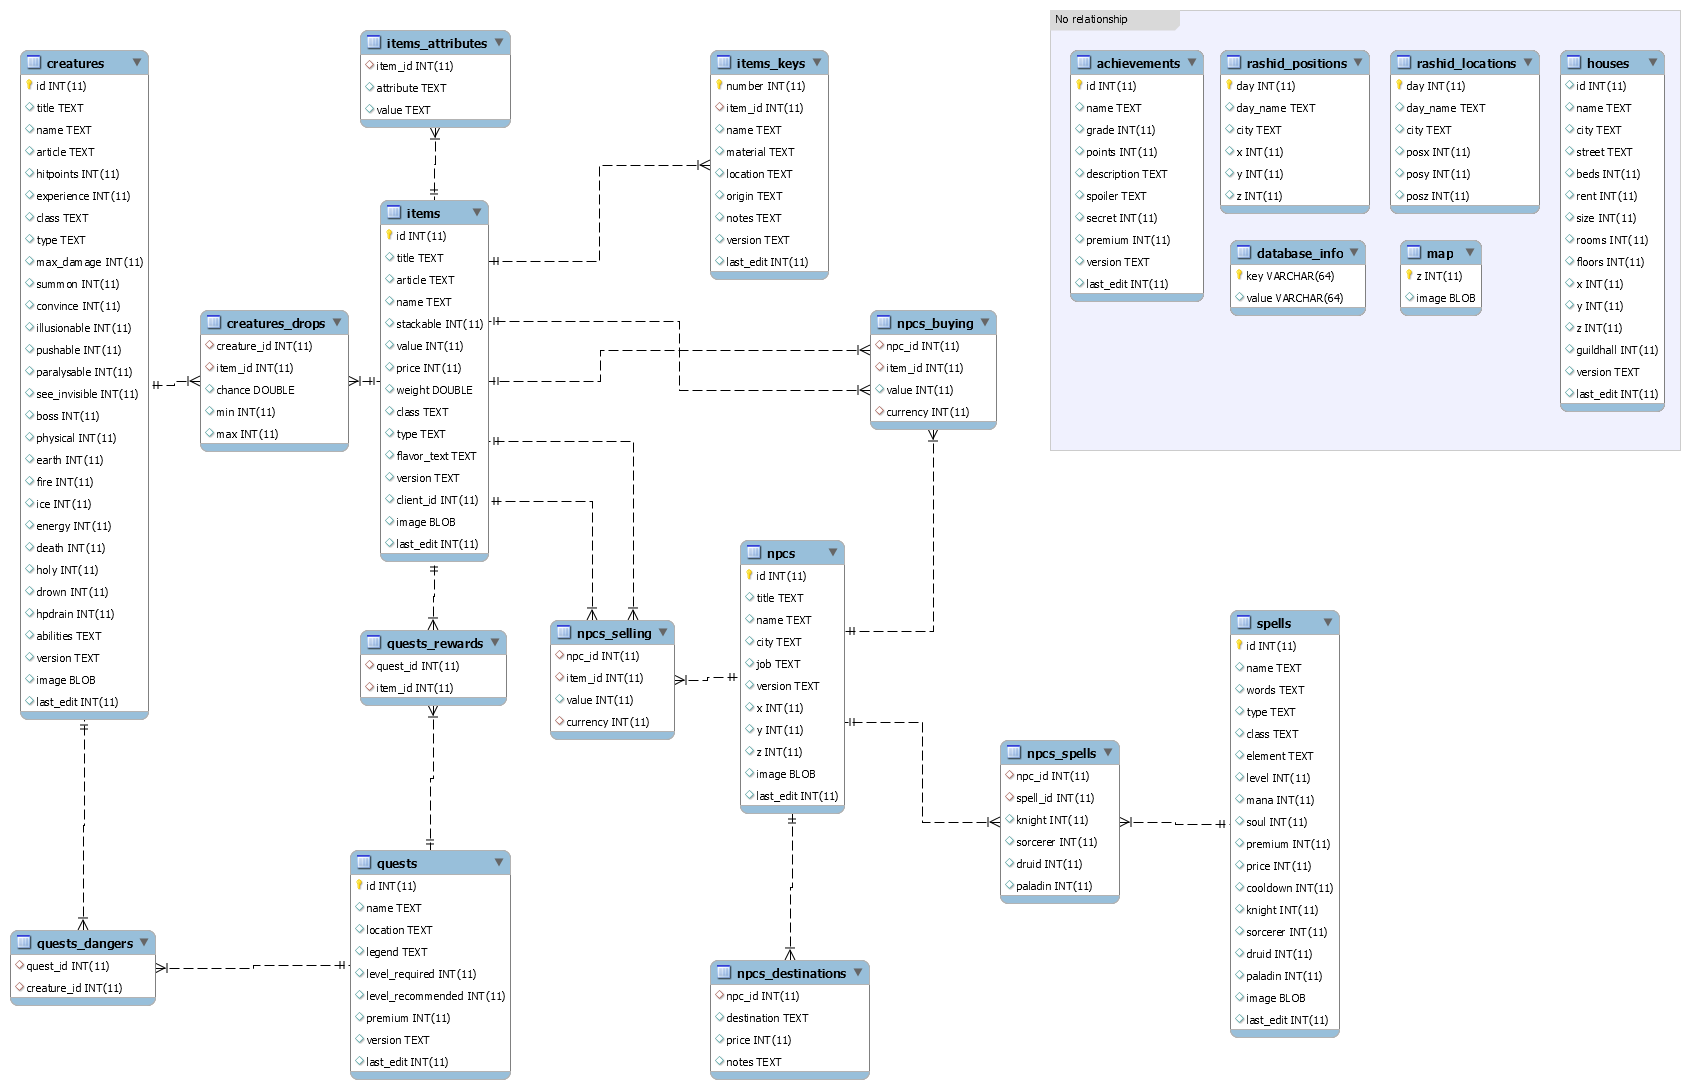 No relationship
creatures
id INT(11)
title TEXT
name TEXT
article TEXT
hitpoints INT(11)
experience INT(11)
class TEXT
type TEXT
max_damage INT(11)
summon INT(11)
convince INT(11)
illusionable INT(11)
pushable INT(11)
paralysable INT(11)
see_invisible INT(11)
boss INT(11)
physical INT(11)
earth INT(11)
fire INT(11)
ice INT(11)
energy INT(11)
death INT(11)
holy INT(11)
drown INT(11)
hpdrain INT(11)
abilities TEXT
version TEXT
image BLOB
last_edit INT(11)
creatures_drops
creature_id INT(11)
item_id INT(11)
chance DOUBLE
min INT(11)
max INT(11)
items_attributes
item_id INT(11)
attribute TEXT
value TEXT
items
id INT(11)
title TEXT
article TEXT
name TEXT
stackable INT(11)
value INT(11)
price INT(11)
weight DOUBLE
class TEXT
type TEXT
flavor_text TEXT
version TEXT
client_id INT(11)
image BLOB
last_edit INT(11)
items_keys
number INT(11)
item_id INT(11)
name TEXT
material TEXT
location TEXT
origin TEXT
notes TEXT
version TEXT
last_edit INT(11)
npcs_buying
npc_id INT(11)
item_id INT(11)
value INT(11)
currency INT(11)
achievements
id INT(11)
name TEXT
grade INT(11)
points INT(11)
description TEXT
spoiler TEXT
secret INT(11)
premium INT(11)
version TEXT
last_edit INT(11)
rashid_positions
day INT(11)
day_name TEXT
city TEXT
x INT(11)
y INT(11)
z INT(11)
rashid_locations
day INT(11)
day_name TEXT
city TEXT
posx INT(11)
posy INT(11)
posz INT(11)
houses
id INT(11)
name TEXT
city TEXT
street TEXT
beds INT(11)
rent INT(11)
size INT(11)
rooms INT(11)
floors INT(11)
x INT(11)
y INT(11)
z INT(11)
guildhall INT(11)
version TEXT
last_edit INT(11)
database_info
key VARCHAR(64)
value VARCHAR(64)
map
z INT(11)
image BLOB
quests_rewards
quest_id INT(11)
item_id INT(11)
npcs_selling
npc_id INT(11)
item_id INT(11)
value INT(11)
currency INT(11)
npcs
id INT(11)
title TEXT
name TEXT
city TEXT
job TEXT
version TEXT
x INT(11)
y INT(11)
z INT(11)
image BLOB
last_edit INT(11)
npcs_spells
npc_id INT(11)
spell_id INT(11)
knight INT(11)
sorcerer INT(11)
druid INT(11)
paladin INT(11)
spells
id INT(11)
name TEXT
words TEXT
type TEXT
class TEXT
element TEXT
level INT(11)
mana INT(11)
soul INT(11)
premium INT(11)
price INT(11)
cooldown INT(11)
knight INT(11)
sorcerer INT(11)
druid INT(11)
paladin INT(11)
image BLOB
last_edit INT(11)
quests_dangers
quest_id INT(11)
creature_id INT(11)
quests
id INT(11)
name TEXT
location TEXT
legend TEXT
level_required INT(11)
level_recommended INT(11)
premium INT(11)
version TEXT
last_edit INT(11)
npcs_destinations
npc_id INT(11)
destination TEXT
price INT(11)
notes TEXT